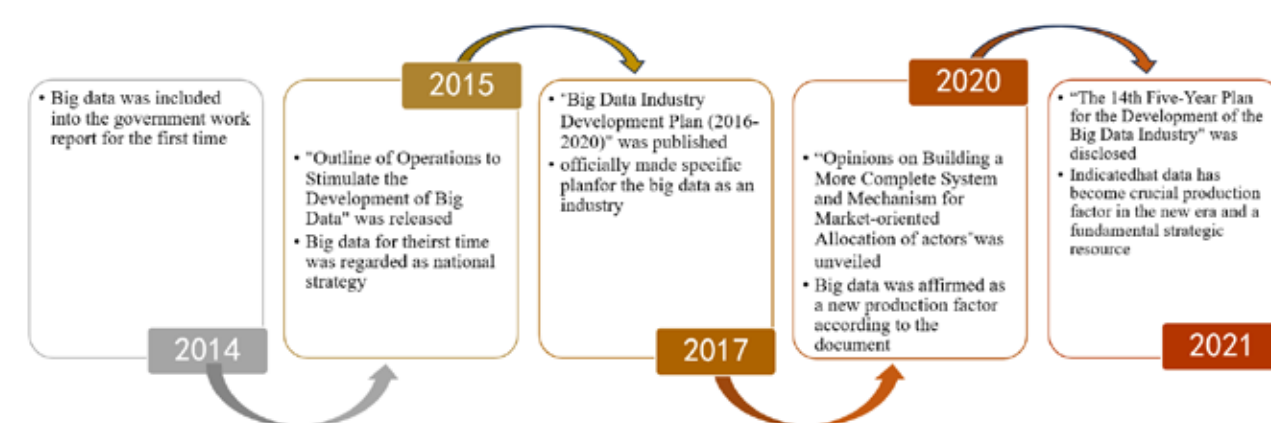 • Big data was included
into the government work
report for the first time
2014
2015
• "Outline of Operations to
Stimulate the
Development of Big
Data" was released
• Big data for theirst time
was regarded as national
strategy
• "Big Data Industry
Development Plan (2016-
2020)" was published
• officially made specific
planfor the big data as an
industry
2017
2020
• "Opinions on Building a
More Complete System
and Mechanism for
Market-oriented
Allocation of actors"was
unveiled
• Big data was affirmed as
a new production factor
according to the
document
• "The 14th Five-Year Plan
for the Development of the
Big Data Industry" was
disclosed
• Indicatedhat data has
become crucial production
factor in the new era and a
fundamental strategic
resource
2021